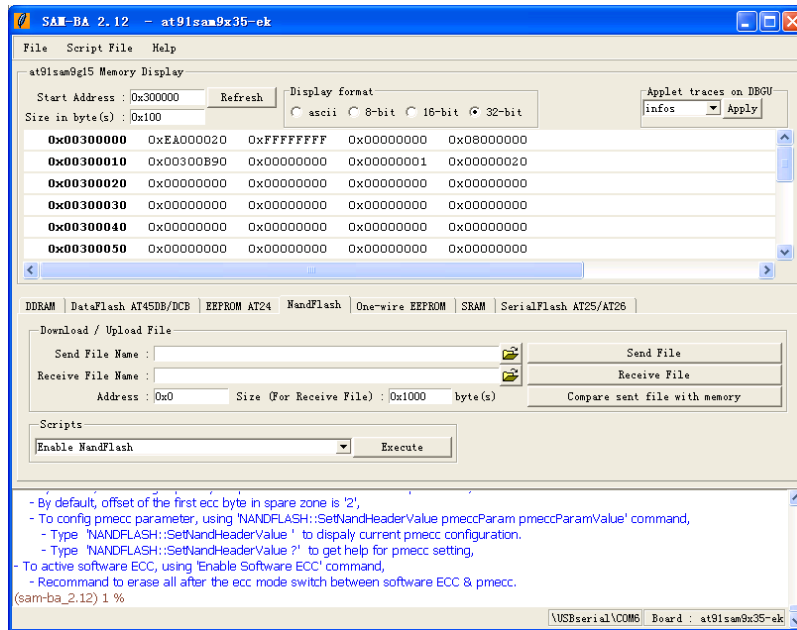 SAM-BA 2.12 - at91sam9x35-ek
File Script File Help
at91sam9g15 Memory Display
Start Address : 0x300000 Refresh
Size in byte(s) : 0x100
Display format
ascii 8-bit 16-bit 32-bit
Applet traces on DBGU
infos Apply
0x00300000 0xEA000020 0xFFFFFFFF 0x00000000 0x08000000
0x00300010 0x00300B90 0x00000000 0x00000001 0x00000020
0x00300020 0x00000000 0x00000000 0x00000000 0x00000000
0x00300030 0x00000000 0x00000000 0x00000000 0x00000000
0x00300040 0x00000000 0x00000000 0x00000000 0x00000000
0x00300050 0x00000000 0x00000000 0x00000000 0x00000000
DDRAM DataFlash AT45DB/DCB EEPROM AT24 NandFlash One-wire EEPROM SRAM SerialFlash AT25/AT26
Download / Upload File
Send File Name : Send File
Receive File Name : Receive File
Address : 0x0 Size (For Receive File) : 0x1000 byte(s) Compare sent file with memory
Scripts
Enable NandFlash Execute
- By default, offset of the first ecc byte in spare zone is '2',
- To config pmecc parameter, using 'NANDFLASH::SetNandHeaderValue pmeccParam pmeccParamValue' command,
- Type 'NANDFLASH::SetNandHeaderValue ' to dispaly current pmecc configuration.
- Type 'NANDFLASH::SetNandHeaderValue ?' to get help for pmecc setting,
- To active software ECC, using 'Enable Software ECC' command,
- Recommand to erase all after the ecc mode switch between software ECC & pmecc.
(sam-ba_2.12) 1 %
\USBserial\COM6 Board : at91sam9x35-ek